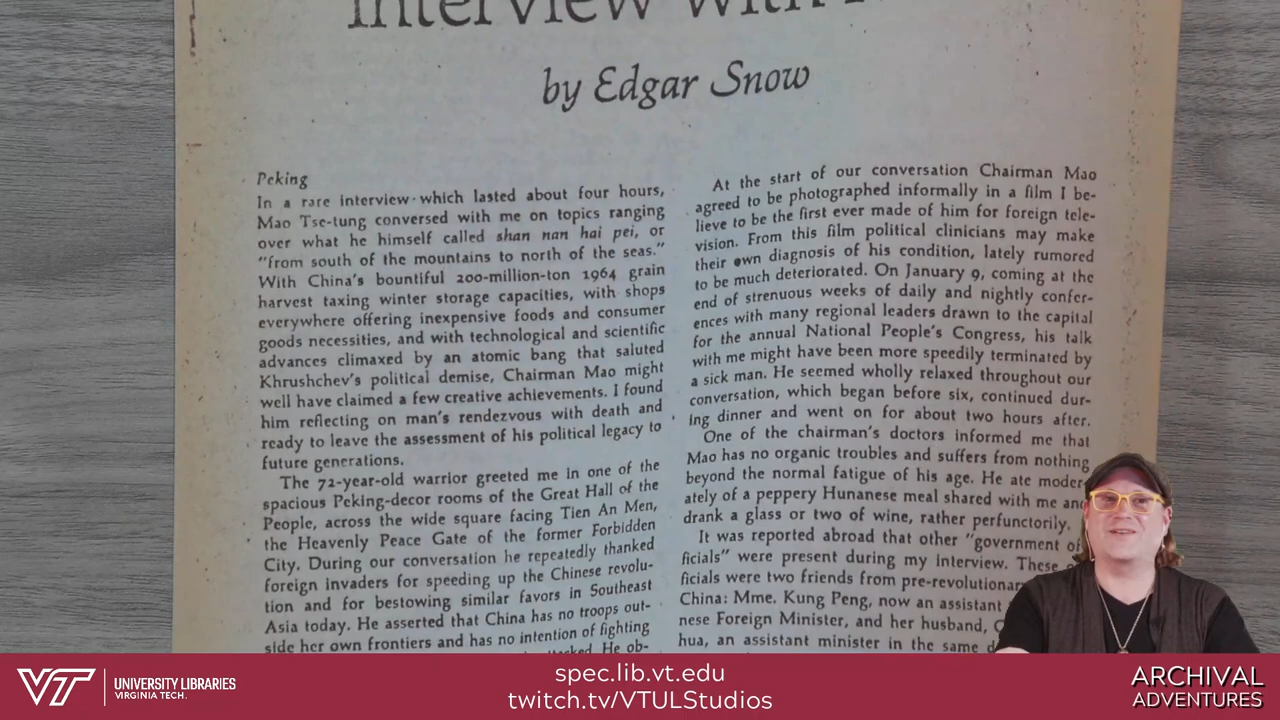 Interview with
by Edgar Snow
Peking
In a rare interview which lasted about four hours,
Mao Tse-tung conversed with me on topics ranging
over what he himself called shan nan hai pei, or
"from south of the mountains to north of the seas."
With China's bountiful 200-million-ton 1964 grain
harvest taxing winter storage capacities, with shops
everywhere offering inexpensive foods and consumer
goods necessities, and with technological and scientific
advances climaxed by an atomic bang that saluted
Khrushchev's political demise, Chairman Mao might
well have claimed a few creative achievements. I found
him reflecting on man's rendezvous with death and
ready to leave the assessment of his political legacy to
future generations.
The 72-year-old warrior greeted me in one of the
spacious Peking-decor rooms of the Great Hall of the
People, across the wide square facing Tien An Men,
the Heavenly Peace Gate of the former Forbidden
City. During our conversation he repeatedly thanked
foreign invaders for speeding up the Chinese revolu-
tion and for bestowing similar favors in Southeast
Asia today. He asserted that China has no troops out-
side her own frontiers and has no intention of fighting
He ob-
At the start of our conversation Chairman Mao
agreed to be photographed informally in a film I be-
lieve to be the first ever made of him for foreign tele-
vision. From this film political clinicians may make
their own diagnosis of his condition, lately rumored
to be much deteriorated. On January 9, coming at the
end of strenuous weeks of daily and nightly confer-
ences with many regional leaders drawn to the capital
for the annual National People's Congress, his talk
with me might have been more speedily terminated by
a sick man. He seemed wholly relaxed throughout our
conversation, which began before six, continued dur-
ing dinner and went on for about two hours after.
One of the chairman's doctors informed me that
Mao has no organic troubles and suffers from nothing
beyond the normal fatigue of his age. He ate moder-
ately of a peppery Hunanese meal shared with me and
drank a glass or two of wine, rather perfunctorily.
It was reported abroad that other "government of-
ficials" were present during my interview. These
ficials were two friends from pre-revolutionar
China: Mme. Kung Peng, now an assistant
nese Foreign Minister, and her husband,
hua, an assistant minister in the same
VT UNIVERSITY LIBRARIES
VIRGINIA TECH.
spec.lib.vt.edu
twitch.tv/VTULStudios
ARCHIVAL
ADVENTURES